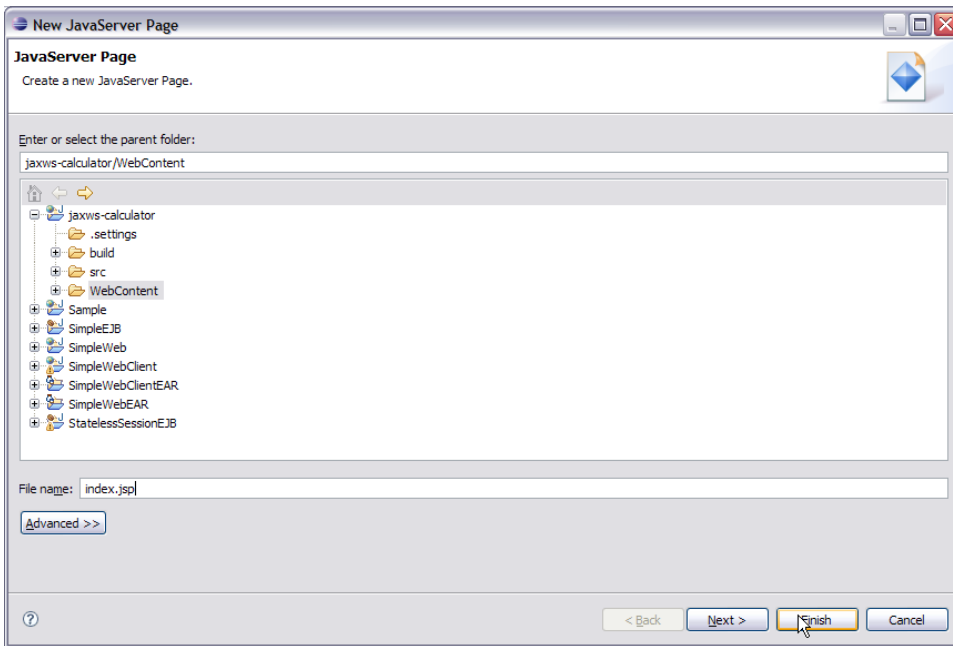 New JavaServer Page
JavaServer Page
Create a new JavaServer Page.
Enter or select the parent folder:
jaxws-calculator/WebContent
jaxws-calculator
.settings
build
src
WebContent
Sample
SimpleEJB
SimpleWeb
SimpleWebClient
SimpleWebClientEAR
SimpleWebEAR
StatelessSessionEJB
File name: index.jsp
Advanced >>
? < Back Next > Finish Cancel